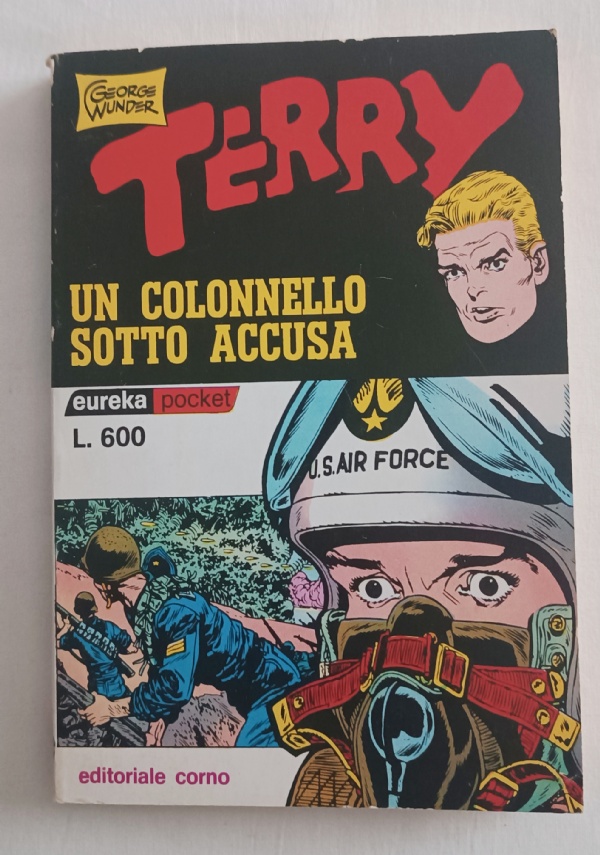 GEORGE
WUNDER
TERRY
UN COLONNELLO
SOTTO ACCUSA
eureka pocket
L. 600
U.S. AIR FORCE
editoriale corno